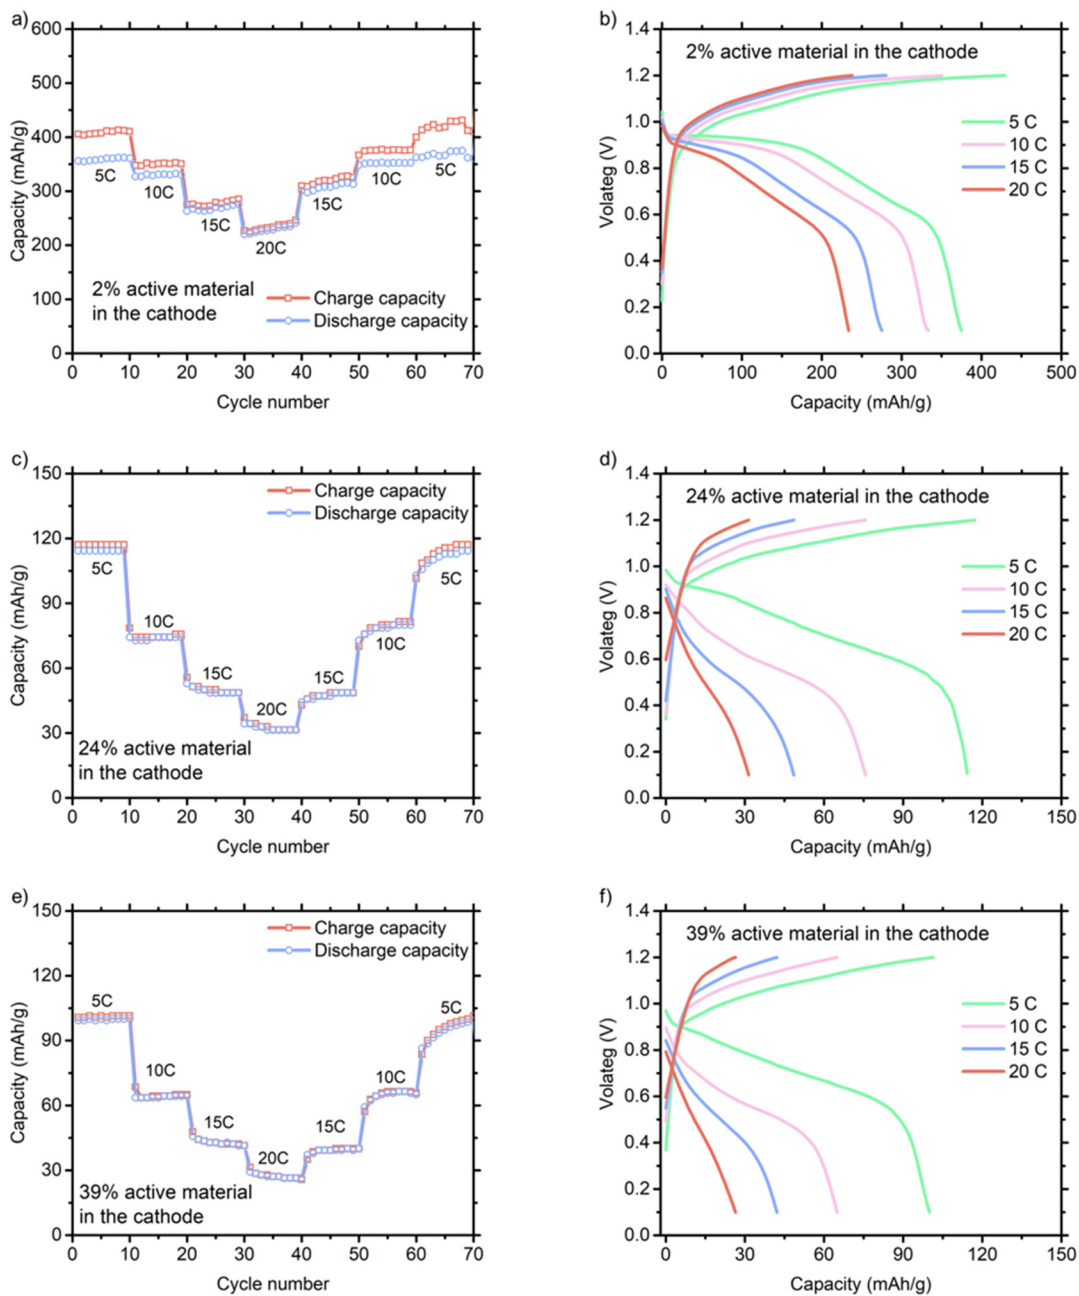 a)
600
500
400
300
200
100
0
Capacity (mAh/g)
5C
10C
15C
20C
15C
10C
5C
2% active material
in the cathode
Charge capacity
Discharge capacity
0 10 20 30 40 50 60 70
Cycle number
b)
1.4
1.2
1.0
0.8
0.6
0.4
0.2
0.0
Volateg (V)
2% active material in the cathode
5 C
10 C
15 C
20 C
0 100 200 300 400 500
Capacity (mAh/g)
c)
150
120
90
60
30
0
Capacity (mAh/g)
Charge capacity
Discharge capacity
5C
10C
15C
20C
15C
10C
5C
24% active material
in the cathode
0 10 20 30 40 50 60 70
Cycle number
d)
1.4
1.2
1.0
0.8
0.6
0.4
0.2
0.0
Volateg (V)
24% active material in the cathode
5 C
10 C
15 C
20 C
0 30 60 90 120 150
Capacity (mAh/g)
e)
150
120
90
60
30
0
Capacity (mAh/g)
Charge capacity
Discharge capacity
5C
10C
15C
20C
15C
10C
5C
39% active material
in the cathode
0 10 20 30 40 50 60 70
Cycle number
f)
1.4
1.2
1.0
0.8
0.6
0.4
0.2
0.0
Volateg (V)
39% active material in the cathode
5 C
10 C
15 C
20 C
0 30 60 90 120 150
Capacity (mAh/g)